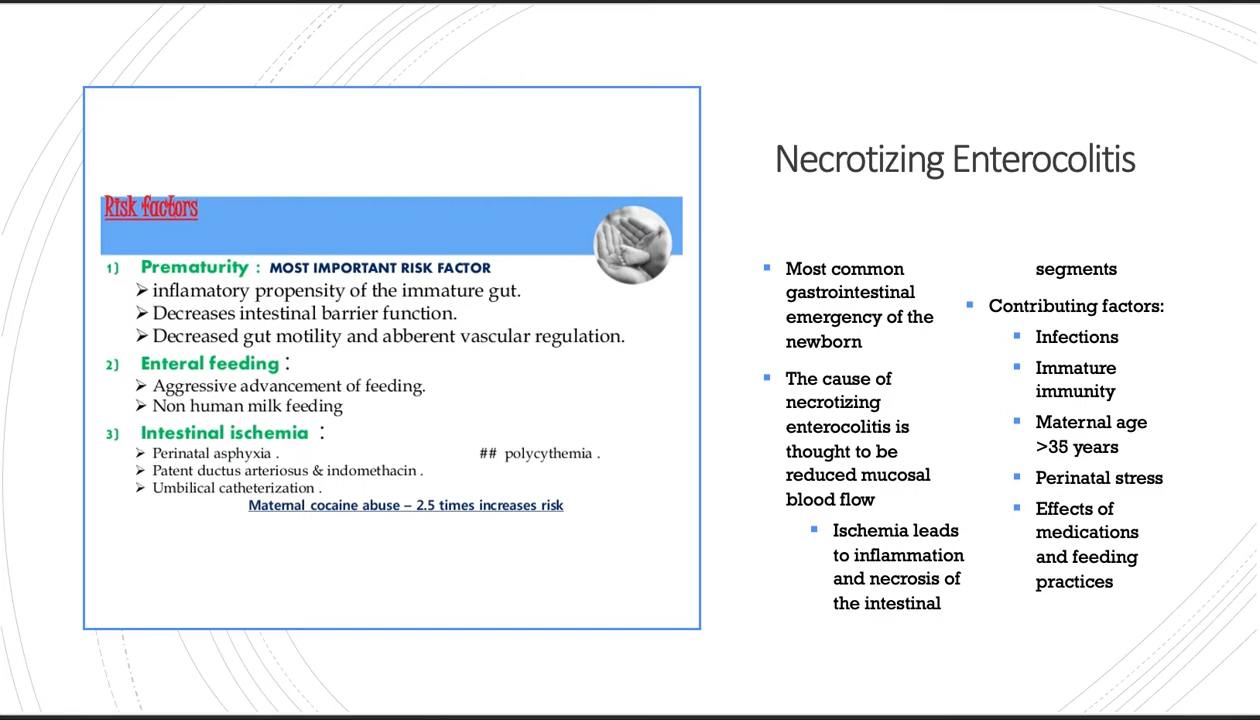 Necrotizing Enterocolitis
Risk factors
1) Prematurity : MOST IMPORTANT RISK FACTOR
➢ inflamatory propensity of the immature gut.
➢ Decreases intestinal barrier function.
➢ Decreased gut motility and abberent vascular regulation.
2) Enteral feeding :
➢ Aggressive advancement of feeding.
➢ Non human milk feeding
3) Intestinal ischemia :
➢ Perinatal asphyxia . ## polycythemia .
➢ Patent ductus arteriosus & indomethacin .
➢ Umbilical catheterization .
Maternal cocaine abuse – 2.5 times increases risk
▪ Most common
gastrointestinal
emergency of the
newborn
▪ The cause of
necrotizing
enterocolitis is
thought to be
reduced mucosal
blood flow
▪ Ischemia leads
to inflammation
and necrosis of
the intestinal
segments
▪ Contributing factors:
▪ Infections
▪ Immature
immunity
▪ Maternal age
>35 years
▪ Perinatal stress
▪ Effects of
medications
and feeding
practices